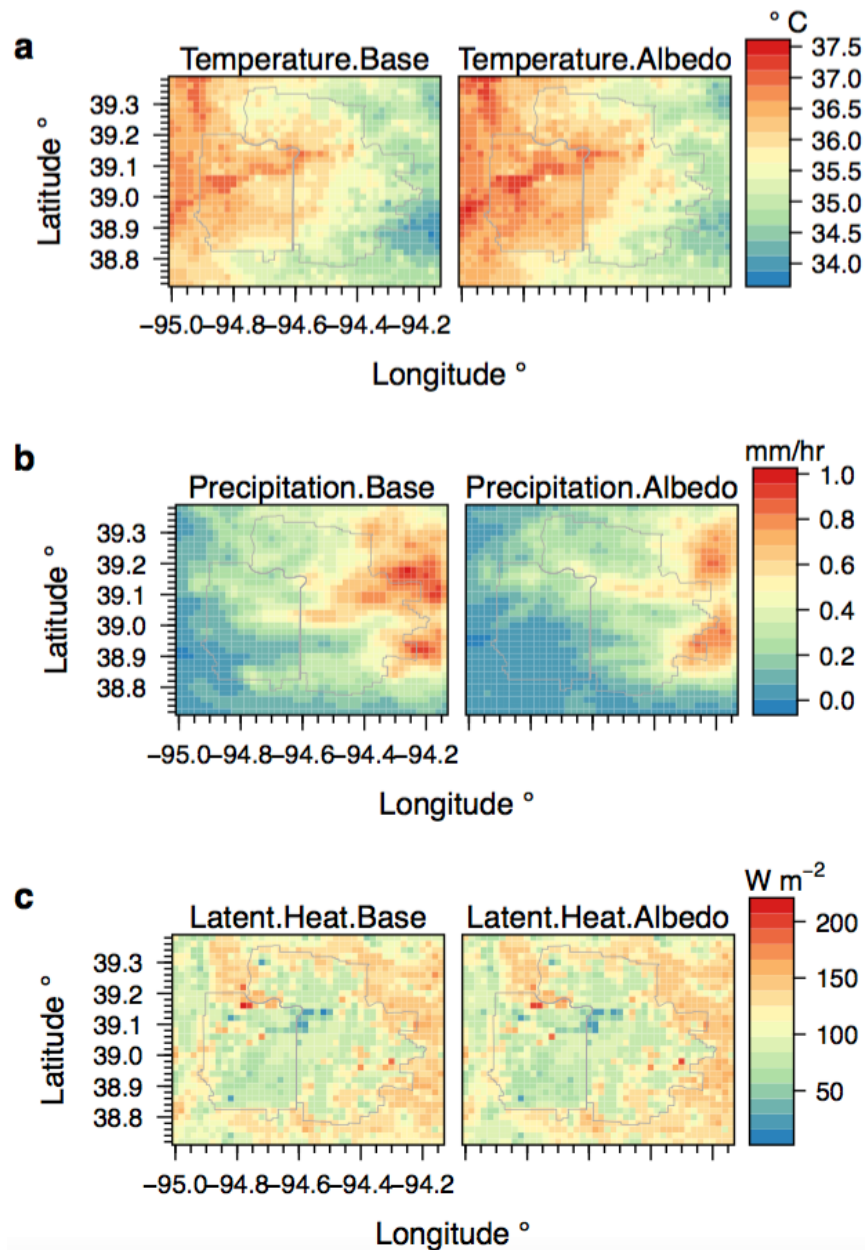 a
° C
Temperature.Base
Temperature.Albedo
37.5
37.0
36.5
36.0
35.5
35.0
34.5
34.0
39.3
39.2
39.1
39.0
38.9
38.8
Latitude °
−95.0−94.8−94.6−94.4−94.2
Longitude °
b
mm/hr
Precipitation.Base
Precipitation.Albedo
1.0
0.8
0.6
0.4
0.2
0.0
39.3
39.2
39.1
39.0
38.9
38.8
Latitude °
−95.0−94.8−94.6−94.4−94.2
Longitude °
c
W m−2
Latent.Heat.Base
Latent.Heat.Albedo
200
150
100
50
39.3
39.2
39.1
39.0
38.9
38.8
Latitude °
−95.0−94.8−94.6−94.4−94.2
Longitude °